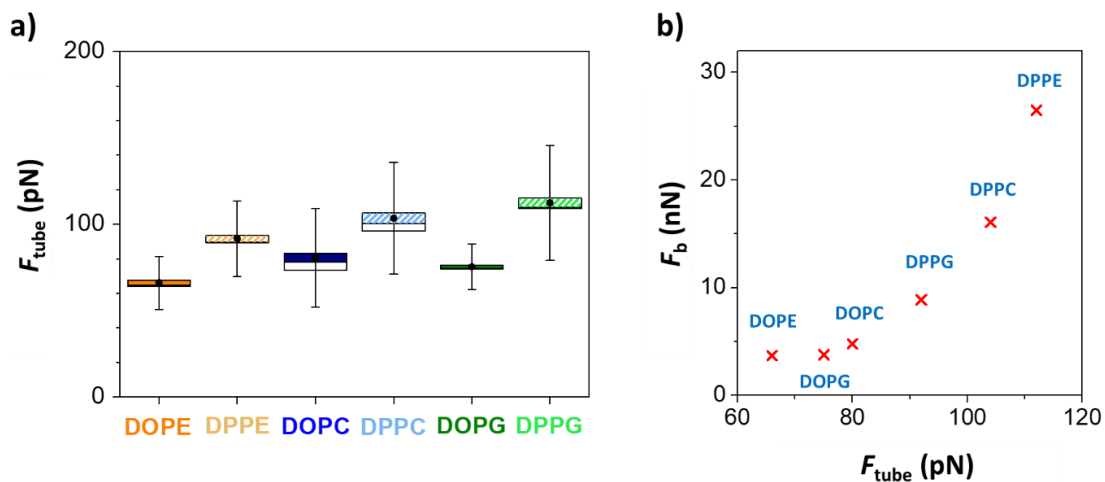 a)
200
100
0
F_tube (pN)
DOPE DPPE DOPC DPPC DOPG DPPG
b)
30
20
10
0
F_b (nN)
DPPE
DPPC
DPPG
DOPE
DOPC
DOPG
60 80 100 120
F_tube (pN)